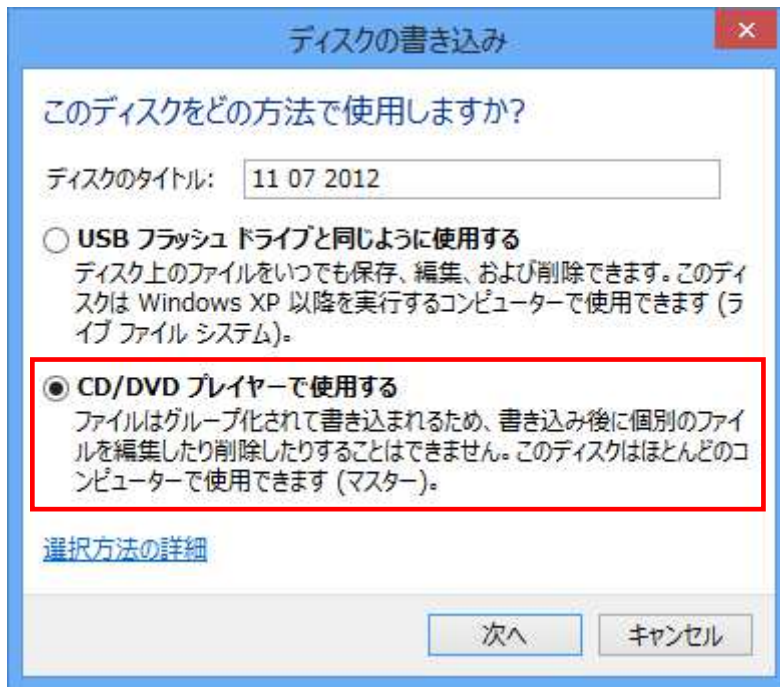 ディスクの書き込み
このディスクをどの方法で使用しますか?
ディスクのタイトル: 11 07 2012
USB フラッシュ ドライブと同じように使用する
ディスク上のファイルをいつでも保存、編集、および削除できます。このディ
スクは Windows XP 以降を実行するコンピューターで使用できます (ラ
イブ ファイル システム)。
CD/DVD プレイヤーで使用する
ファイルはグループ化されて書き込まれるため、書き込み後に個別のファイ
ルを編集したり削除したりすることはできません。このディスクはほとんどのコ
ンピューターで使用できます (マスター)。
選択方法の詳細
次へ キャンセル